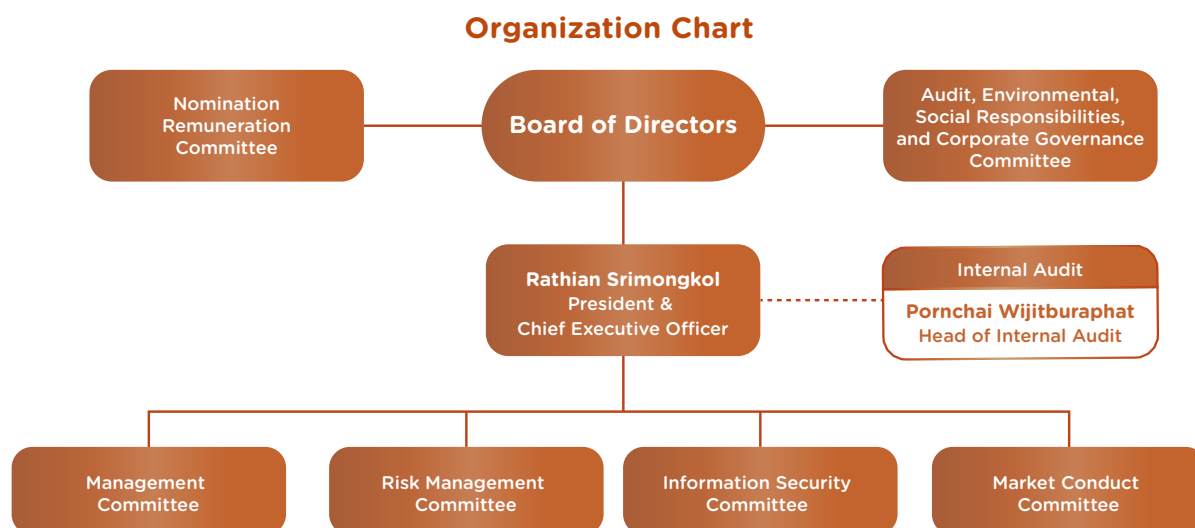 Organization Chart
Nomination
Remuneration
Committee
Board of Directors
Audit, Environmental,
Social Responsibilities,
and Corporate Governance
Committee
Rathian Srimongkol
President &
Chief Executive Officer
Internal Audit
Pornchai Wijitburaphat
Head of Internal Audit
Management
Committee
Risk Management
Committee
Information Security
Committee
Market Conduct
Committee